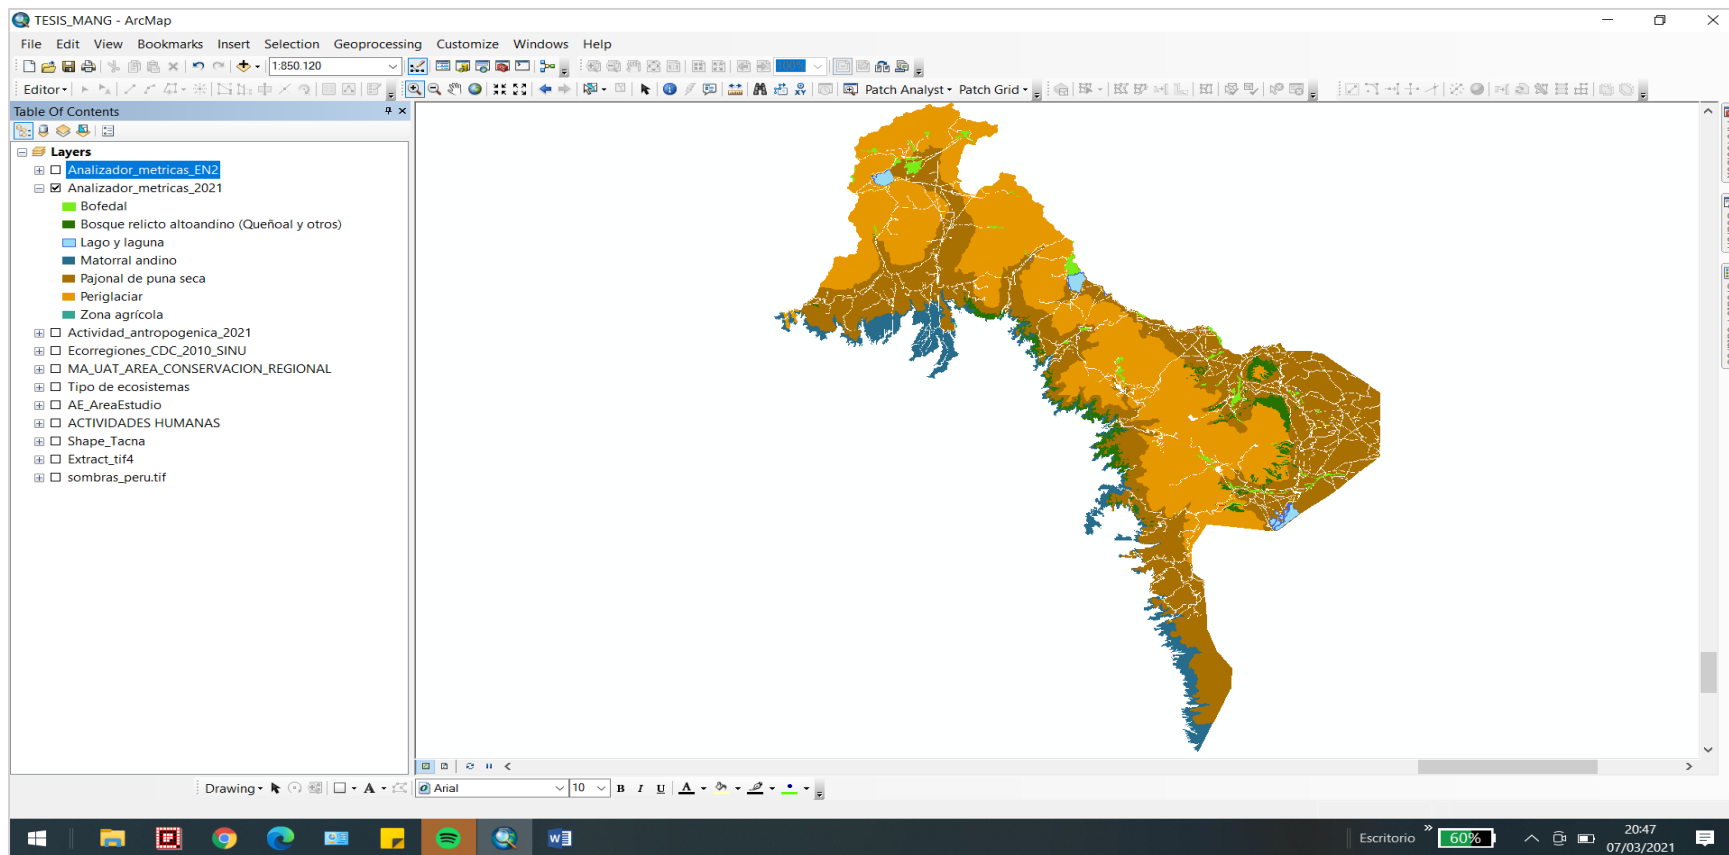 TESIS_MANG - ArcMap
File Edit View Bookmarks Insert Selection Geoprocessing Customize Windows Help
1:850.120 100%
Editor Patch Analyst Patch Grid
Table Of Contents
Layers
Analizador_metricas_EN2
Analizador_metricas_2021
Bofedal
Bosque relicto altoandino (Queñoal y otros)
Lago y laguna
Matorral andino
Pajonal de puna seca
Periglaciar
Zona agrícola
Actividad_antropogenica_2021
Ecorregiones_CDC_2010_SINU
MA_UAT_AREA_CONSERVACION_REGIONAL
Tipo de ecosistemas
AE_AreaEstudio
ACTIVIDADES HUMANAS
Shape_Tacna
Extract_tif4
sombras_peru.tif
Drawing A Arial 10 B I U A
Escritorio 60% 20:47
07/03/2021